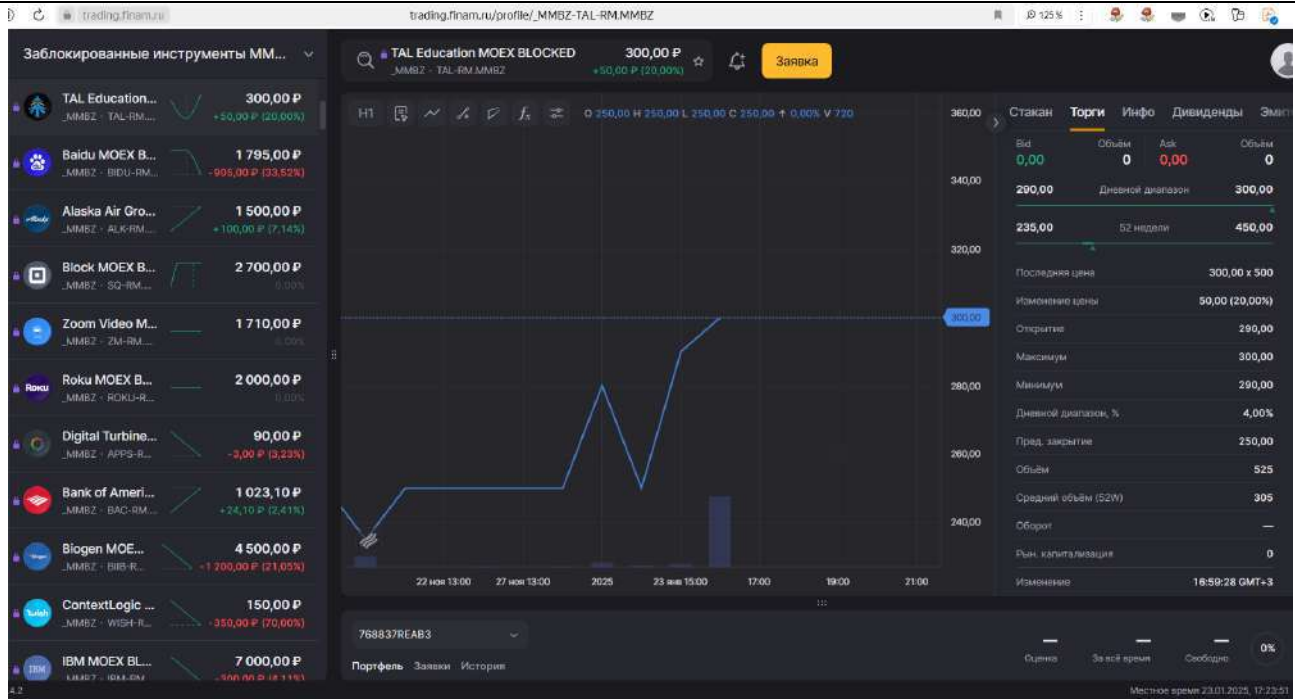 trading.finam.ru
trading.finam.ru/profile/_MMBZ-TAL-RM.MMBZ
125 %
Заблокированные инструменты ММ...
TAL Education MOEX BLOCKED
_MMBZ · TAL-RM.MMBZ
300,00 ₽
+50,00 ₽ (20,00%)
Заявка
TAL Education...
300,00 ₽
_MMBZ · TAL-RM....
+50,00 ₽ (20,00%)
Baidu MOEX B...
1 795,00 ₽
_MMBZ · BIDU-RM...
-905,00 ₽ (33,52%)
Alaska Air Gro...
1 500,00 ₽
_MMBZ · ALK-RM....
+100,00 ₽ (7,14%)
Block MOEX B...
2 700,00 ₽
_MMBZ · SQ-RM....
0,00%
Zoom Video M...
1 710,00 ₽
_MMBZ · ZM-RM....
0,00%
Roku MOEX B...
2 000,00 ₽
_MMBZ · ROKU-R...
0,00%
Digital Turbine...
90,00 ₽
_MMBZ · APPS-R...
-3,00 ₽ (3,23%)
Bank of Ameri...
1 023,10 ₽
_MMBZ · BAC-RM...
+24,10 ₽ (2,41%)
Biogen MOE...
4 500,00 ₽
_MMBZ · BIIB-R...
-1 200,00 ₽ (21,05%)
ContextLogic ...
150,00 ₽
_MMBZ · WISH-R...
-350,00 ₽ (70,00%)
IBM MOEX BL...
7 000,00 ₽
_MMBZ · IBM-RM
-300,00 ₽ (4,11%)
4.2
H1
O 250,00 H 250,00 L 250,00 C 250,00 ↑ 0,00% V 720
360,00
340,00
320,00
300,00
280,00
260,00
240,00
22 ноя 13:00
27 ноя 13:00
2025
23 янв 15:00
17:00
19:00
21:00
Стакан
Торги
Инфо
Дивиденды
Эмит
Bid
Объём
Ask
Объём
0,00
0
0,00
0
290,00
Дневной диапазон
300,00
235,00
52 недели
450,00
Последняя цена
300,00 x 500
Изменение цены
50,00 (20,00%)
Открытие
290,00
Максимум
300,00
Минимум
290,00
Дневной диапазон, %
4,00%
Пред. закрытие
250,00
Объём
525
Средний объём (52W)
305
Оборот
—
Рын. капитализация
0
Изменение
16:59:28 GMT+3
768837REAB3
Портфель
Заявки
История
—
Оценка
—
За всё время
—
Свободно
0%
Местное время 23.01.2025, 17:23:51